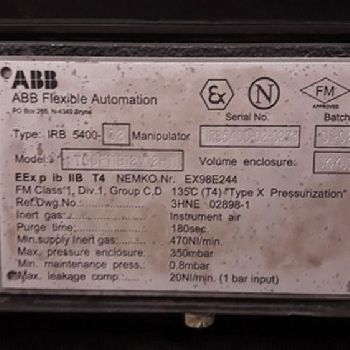 ABB
ABB Flexible Automation
PO Box 265, N-4349 Bryne
Ex N FM
APPROVED
Serial No. Batch
Type: IRB 5400- Manipulator
Model:
Volume enclosure:
EEx p ib IIB T4 NEMKO.Nr. EX98E244
FM Class 1, Div.1, Group C,D 135C (T4) "Type X Pressurization"
Ref.Dwg.No.: 3HNE 02898-1
Inert gas: Instrument air
Purge time: 180sec.
Min.supply Inert gas: 470Nl/min.
Max. pressure enclosure: 350mbar
Min. maintenance press.: 0.8mbar
Max. leakage comp.: 20Nl/min. (1 bar input)